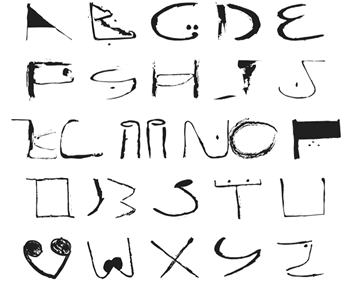 A B C D E
F G H I J
K L M N O P
Q R S T U
V W X Y Z